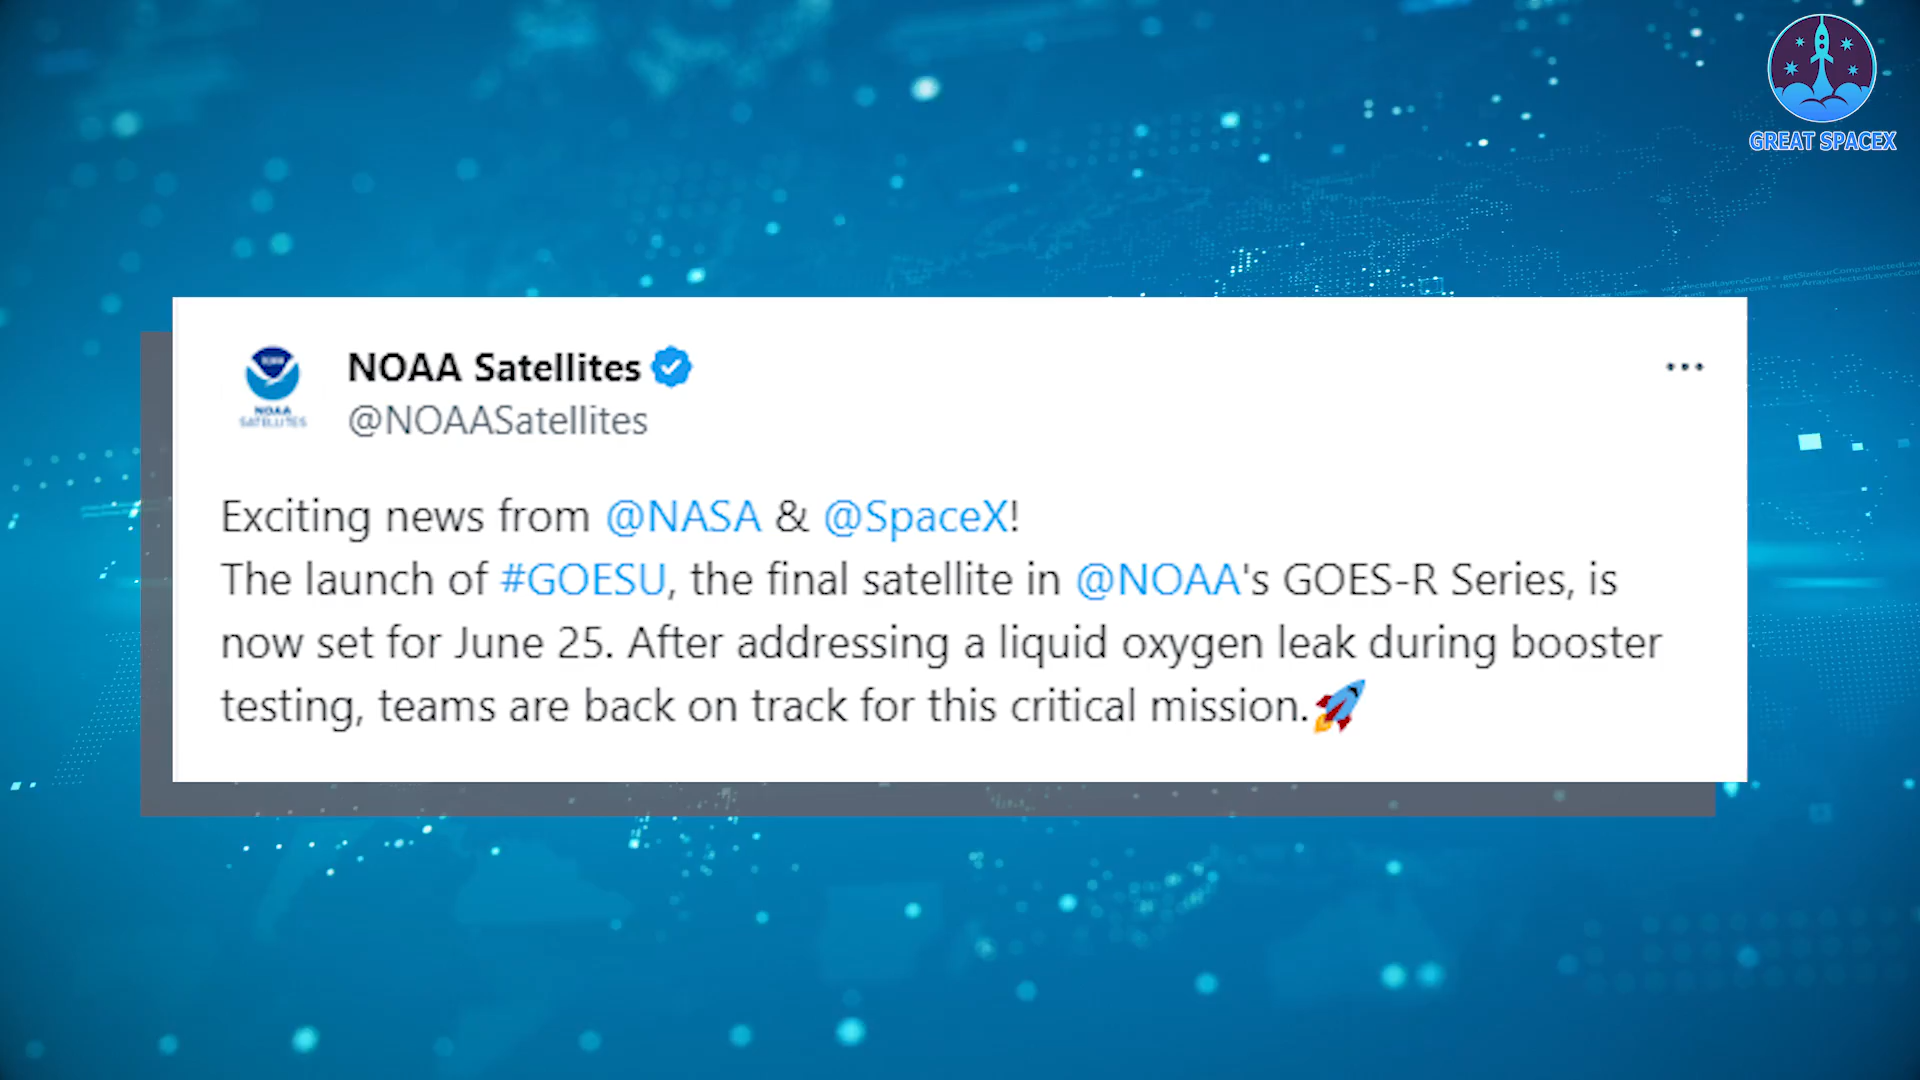 GREAT SPACEX
NOAA Satellites
@NOAASatellites
NOAA
SATELLITES
Exciting news from @NASA & @SpaceX!
The launch of #GOESU, the final satellite in @NOAA's GOES-R Series, is
now set for June 25. After addressing a liquid oxygen leak during booster
testing, teams are back on track for this critical mission.🚀